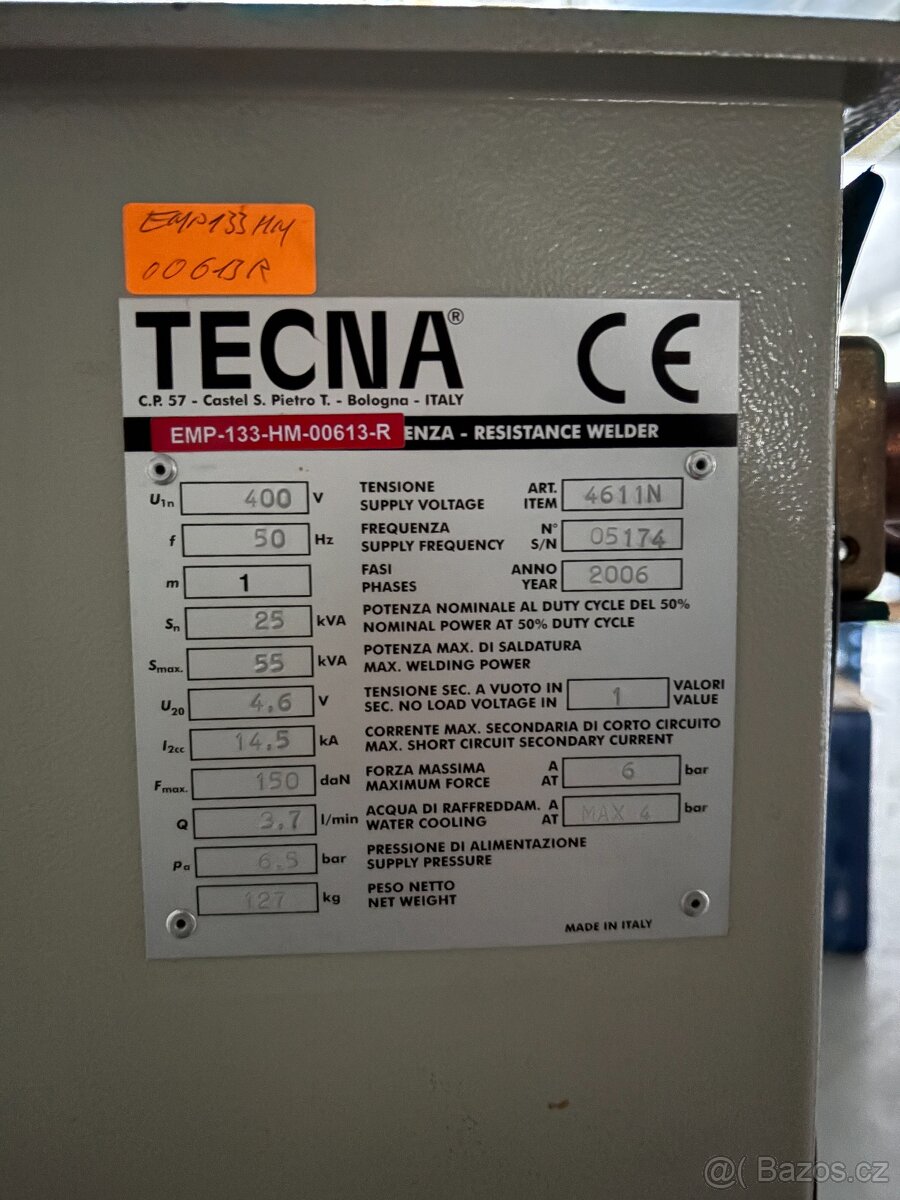 EMP133HM
00613R
TECNA®
CE
C.P. 57 - Castel S. Pietro T. - Bologna - ITALY
EMP-133-HM-00613-R ENZA - RESISTANCE WELDER
U1n 400 V TENSIONE SUPPLY VOLTAGE ART. ITEM 4611N
f 50 Hz FREQUENZA SUPPLY FREQUENCY N° S/N 05174
m 1 FASI PHASES ANNO YEAR 2006
Sn 25 kVA POTENZA NOMINALE AL DUTY CYCLE DEL 50% NOMINAL POWER AT 50% DUTY CYCLE
Smax. 55 kVA POTENZA MAX. DI SALDATURA MAX. WELDING POWER
U20 4,6 V TENSIONE SEC. A VUOTO IN SEC. NO LOAD VOLTAGE IN 1 VALORI VALUE
I2cc 14.5 kA CORRENTE MAX. SECONDARIA DI CORTO CIRCUITO MAX. SHORT CIRCUIT SECONDARY CURRENT
Fmax. 150 daN FORZA MASSIMA MAXIMUM FORCE A AT 6 bar
Q 3.7 l/min ACQUA DI RAFFREDDAM. WATER COOLING A AT MAX 4 bar
Pa 6.5 bar PRESSIONE DI ALIMENTAZIONE SUPPLY PRESSURE
127 kg PESO NETTO NET WEIGHT
MADE IN ITALY
@( Bazos.cz